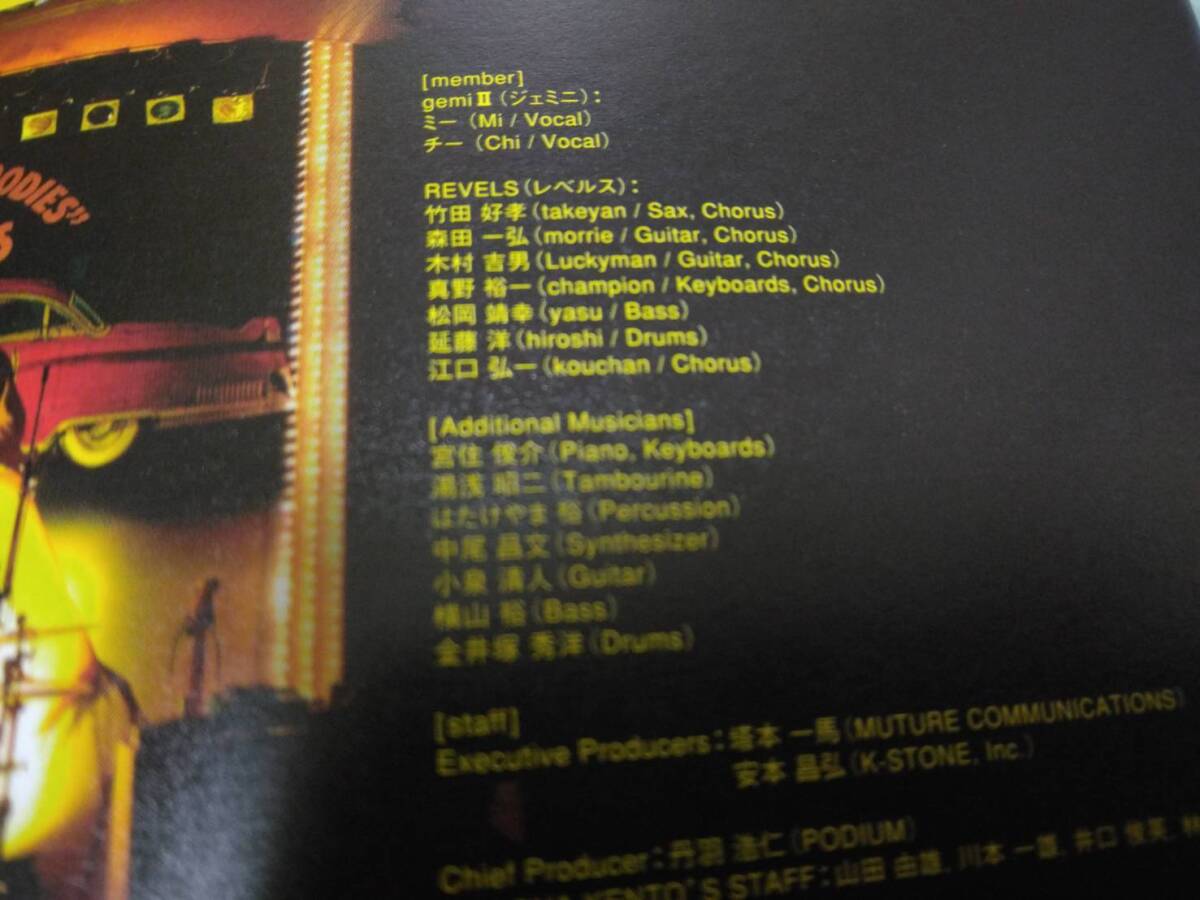 ODIES"
S
[member]
gemi II (ジェミニ):
ミー (Mi / Vocal)
チー (Chi / Vocal)
REVELS(レベルス):
竹田 好孝(takeyan / Sax, Chorus)
森田 一弘(morrie / Guitar, Chorus)
木村 吉男(Luckyman / Guitar, Chorus)
真野 裕一(champion / Keyboards, Chorus)
松岡 靖幸(yasu / Bass)
延藤 洋(hiroshi / Drums)
江口 弘一(kouchan / Chorus)
[Additional Musicians]
宮住 俊介(Piano, Keyboards)
湯浅 昭二(Tambourine)
はたけやま 裕(Percussion)
中尾 昌文(Synthesizer)
小泉 清人(Guitar)
横山 裕(Bass)
金井塚 秀洋(Drums)
[staff]
Executive Producers:塔本 一馬(MUTURE COMMUNICATIONS)
安本 昌弘(K-STONE, Inc.)
Chief Producer:丹羽 浩仁(PODIUM)
KENTO'S STAFF:山田 由雄, 川本 一雄, 井口 俊英, 林